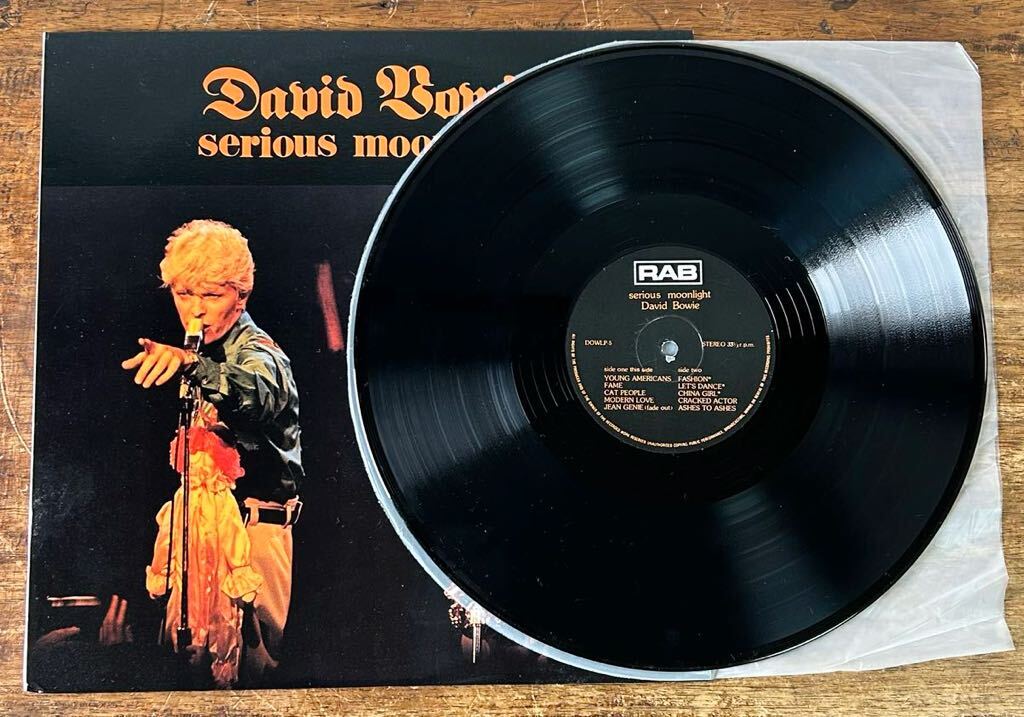 David Bowi
serious moo
RAB
serious moonlight
David Bowie
DOWLP-5
STEREO 33⅓ r.p.m.
side one this side
YOUNG AMERICANS
FAME
CAT PEOPLE
MODERN LOVE
JEAN GENIE (fade out)
side two
FASHION*
LET'S DANCE*
CHINA GIRL*
CRACKED ACTOR
ASHES TO ASHES